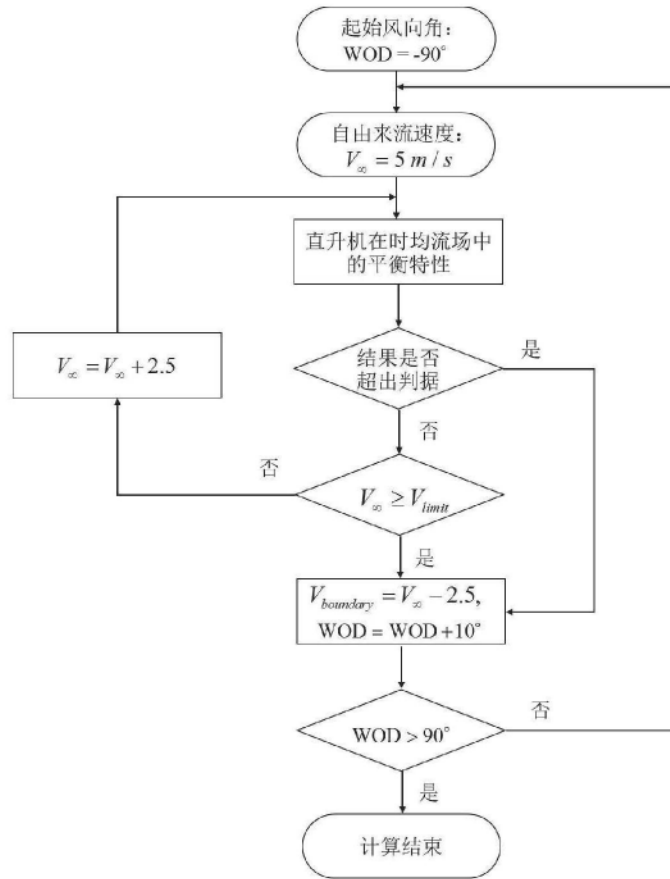 起始风向角：
WOD = -90°
自由来流速度：
V∞ = 5 m / s
直升机在时均流场中
的平衡特性
结果是否
超出判据
是
V∞ = V∞ + 2.5
否
否
V∞ ≥ Vlimit
是
Vboundary = V∞ − 2.5,
WOD = WOD +10°
否
WOD > 90°
是
计算结束